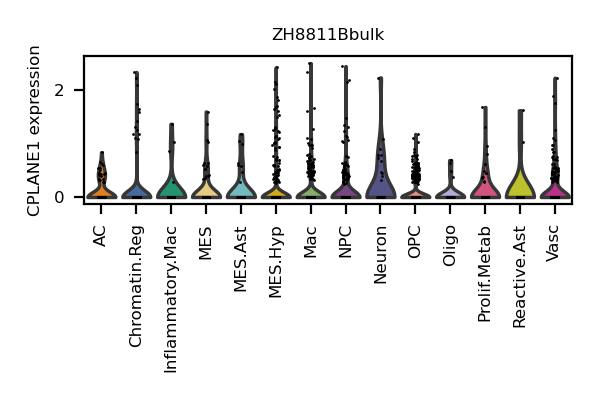 ZH8811Bbulk
CPLANE1 expression
2
0
AC
Chromatin.Reg
Inflammatory.Mac
MES
MES.Ast
MES.Hyp
Mac
NPC
Neuron
OPC
Oligo
Prolif.Metab
Reactive.Ast
Vasc